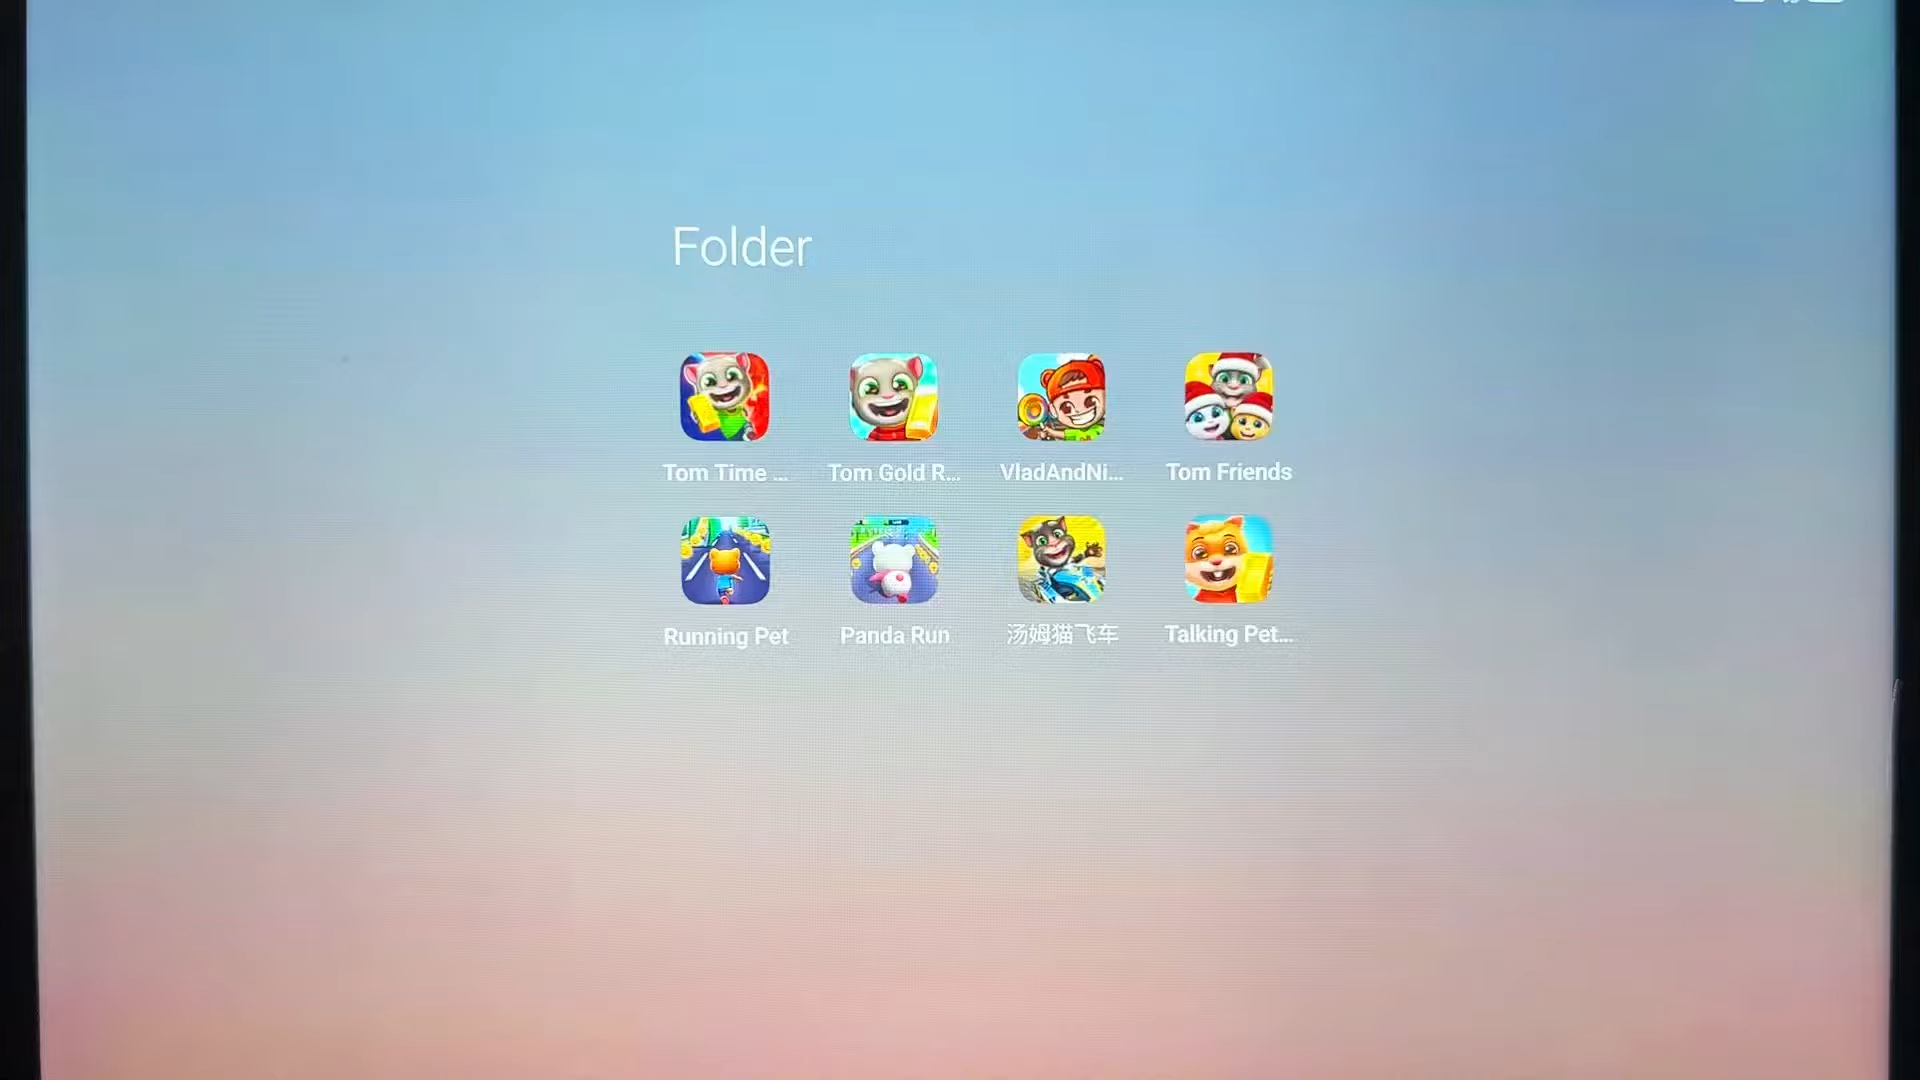 Folder
Tom Time ...
Tom Gold R...
VladAndNi...
Tom Friends
Running Pet
Panda Run
汤姆猫飞车
Talking Pet...